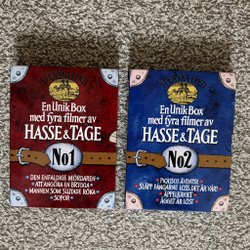 En Unik Box
med fyra filmer av
HASSE & TAGE
No1
DEN ENFALDIGE MÖRDAREN
• ATT ANGÖRA EN BRYGGA •
MANNEN SOM SLUTADE RÖKA
• SOPOR •
En Unik Box
med fyra filmer av
HASSE & TAGE
No2
• PICASSOS ÄVENTYR •
SLÄPP FÅNGARNE LOSS, DET ÄR VÅR!
• ÄPPELKRIGET •
ÄGGET ÄR LÖST